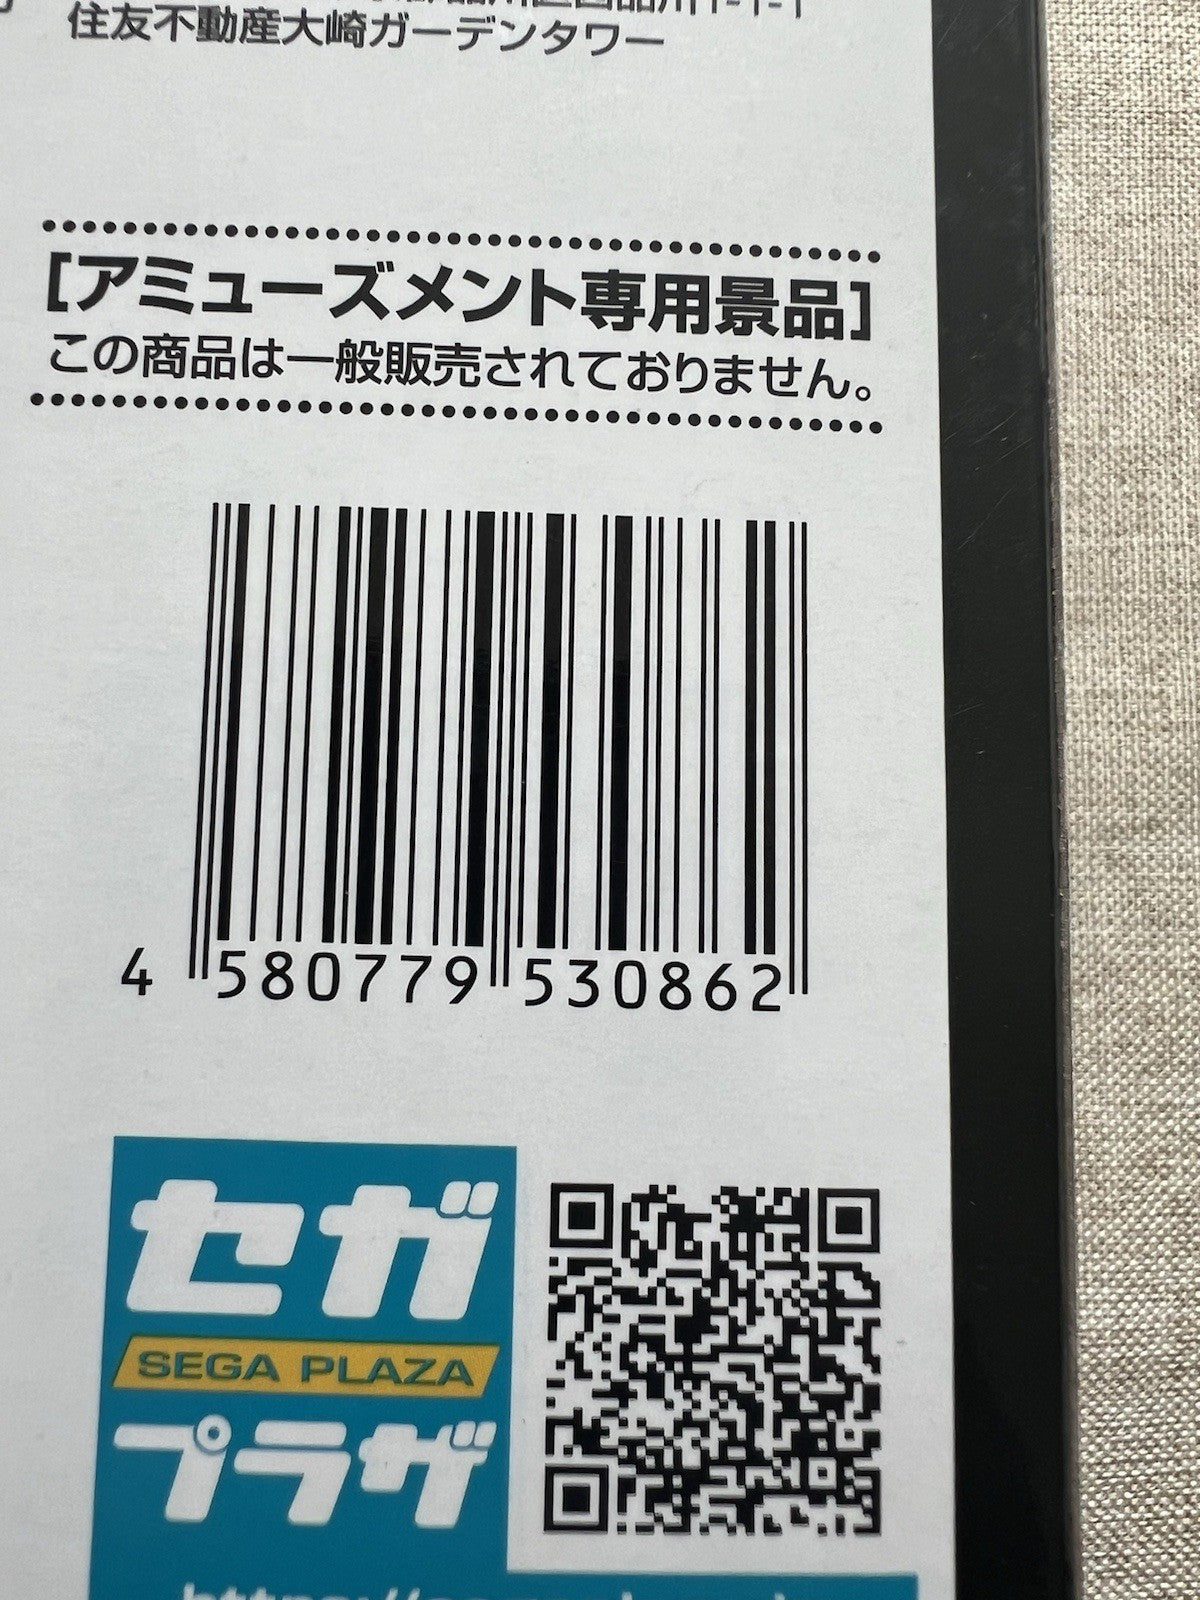 住友不動産大崎ガーデンタワー
[アミューズメント専用景品]
この商品は一般販売されておりません。
4 580779 530862
セガ
SEGA PLAZA
プラザ